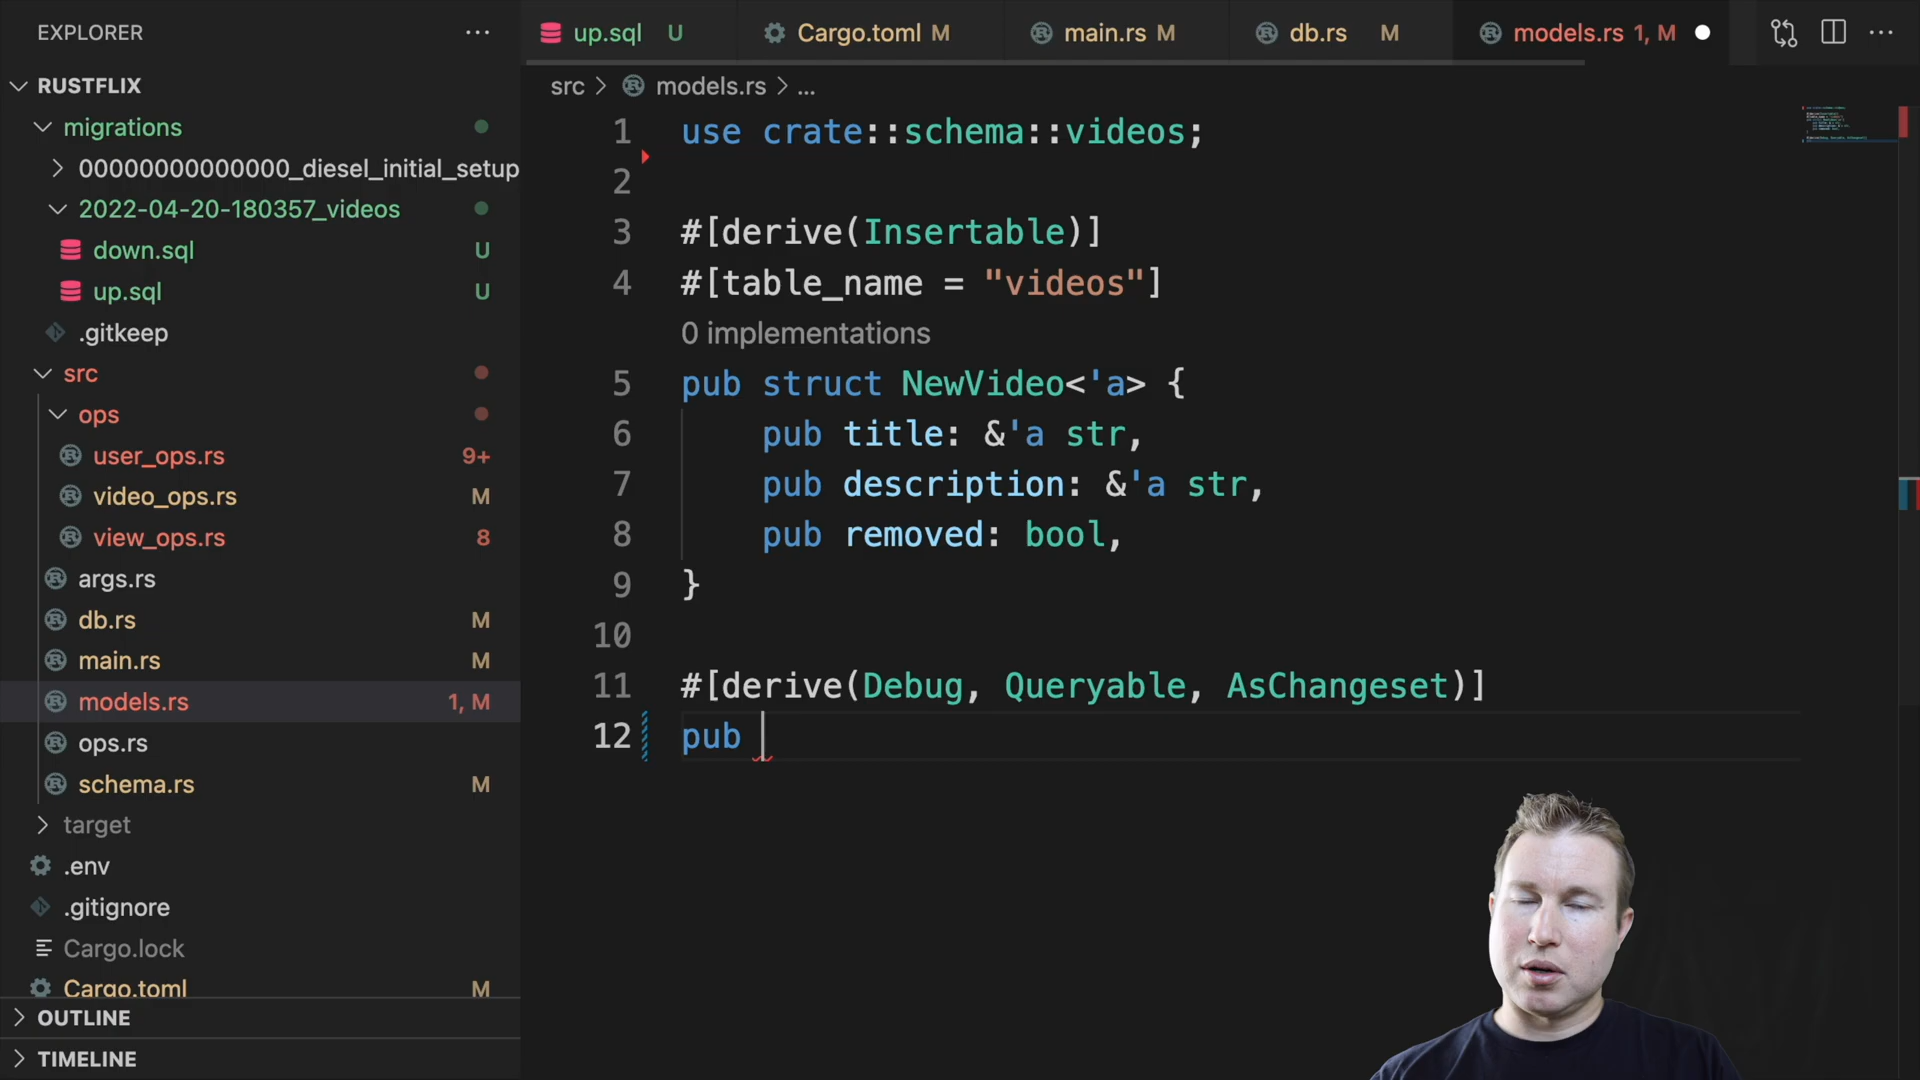 EXPLORER ···
RUSTFLIX
migrations
00000000000000_diesel_initial_setup
2022-04-20-180357_videos
down.sql U
up.sql U
.gitkeep
src
ops
user_ops.rs 9+
video_ops.rs M
view_ops.rs 8
args.rs
db.rs M
main.rs M
models.rs 1, M
ops.rs
schema.rs M
target
.env
.gitignore
Cargo.lock
Cargo.toml M
OUTLINE
TIMELINE
up.sql U Cargo.toml M main.rs M db.rs M models.rs 1, M ···
src > models.rs > ...
1 use crate::schema::videos;
2
3 #[derive(Insertable)]
4 #[table_name = "videos"]
0 implementations
5 pub struct NewVideo<'a> {
6 pub title: &'a str,
7 pub description: &'a str,
8 pub removed: bool,
9 }
10
11 #[derive(Debug, Queryable, AsChangeset)]
12 pub